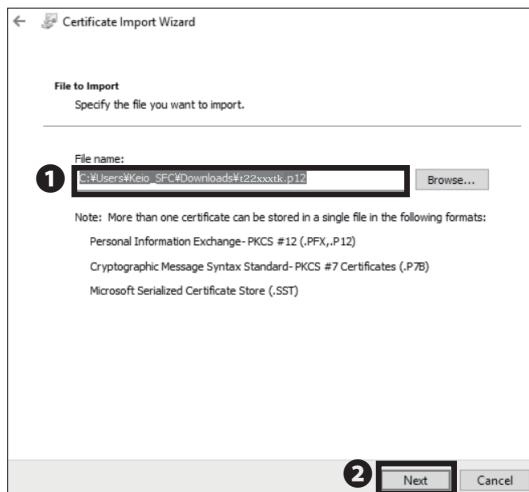 ← Certificate Import Wizard
File to Import
Specify the file you want to import.
File name:
❶ C:¥Users¥Keio_SFC¥Downloads¥t22xxxtk.p12 Browse...
Note: More than one certificate can be stored in a single file in the following formats:
Personal Information Exchange- PKCS #12 (.PFX,.P12)
Cryptographic Message Syntax Standard- PKCS #7 Certificates (.P7B)
Microsoft Serialized Certificate Store (.SST)
❷ Next Cancel